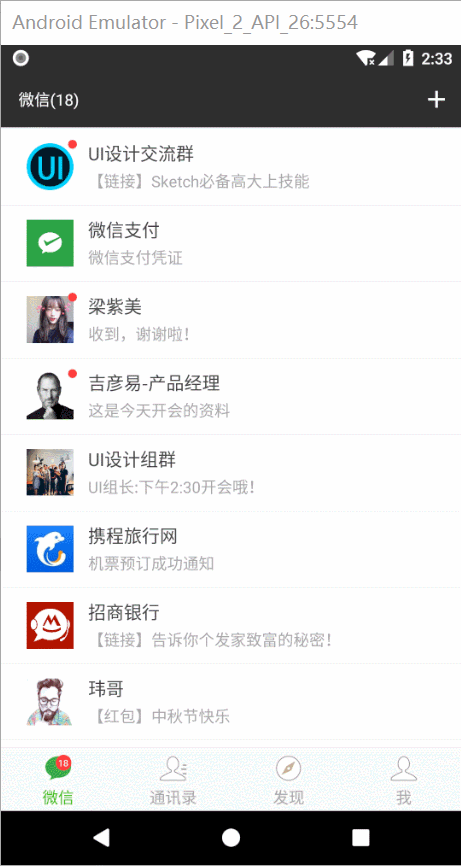 Android Emulator - Pixel_2_API_26:5554
2:33
微信(18)
UI设计交流群
【链接】Sketch必备高大上技能
UI
微信支付
微信支付凭证
梁紫美
收到，谢谢啦！
吉彦易-产品经理
这是今天开会的资料
UI设计组群
UI组长:下午2:30开会哦！
携程旅行网
机票预订成功通知
招商银行
【链接】告诉你个发家致富的秘密！
玮哥
【红包】中秋节快乐
18
微信
通讯录
发现
我